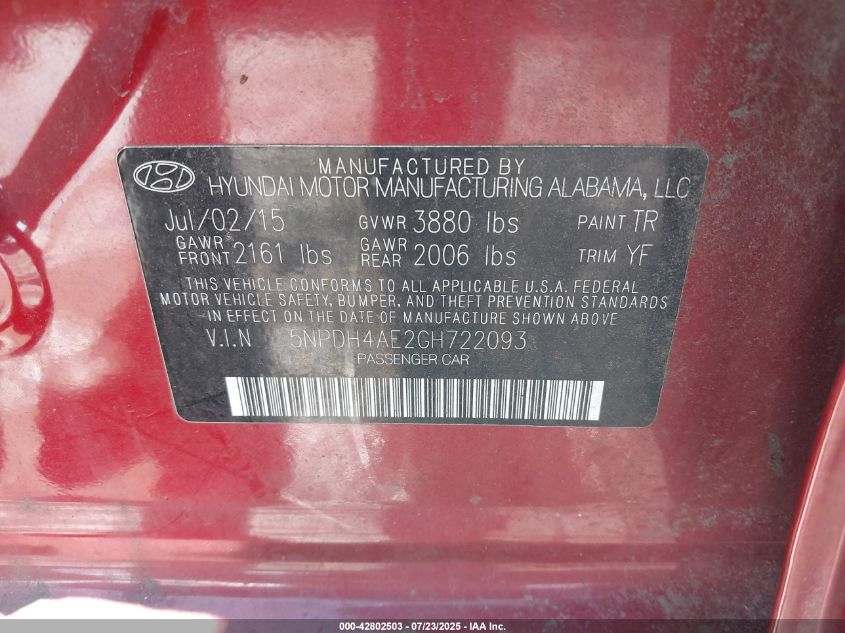 MANUFACTURED BY
HYUNDAI MOTOR MANUFACTURING ALABAMA, LLC
Jul/02/15 GVWR 3880 lbs PAINT TR
GAWR FRONT 2161 lbs GAWR REAR 2006 lbs TRIM YF
THIS VEHICLE CONFORMS TO ALL APPLICABLE U.S.A. FEDERAL
MOTOR VEHICLE SAFETY, BUMPER, AND THEFT PREVENTION STANDARDS
IN EFFECT ON THE DATE OF MANUFACTURE SHOWN ABOVE.
V.I.N 5NPDH4AE2GH722093
PASSENGER CAR
000-42802503 - 07/23/2025 - IAA Inc.